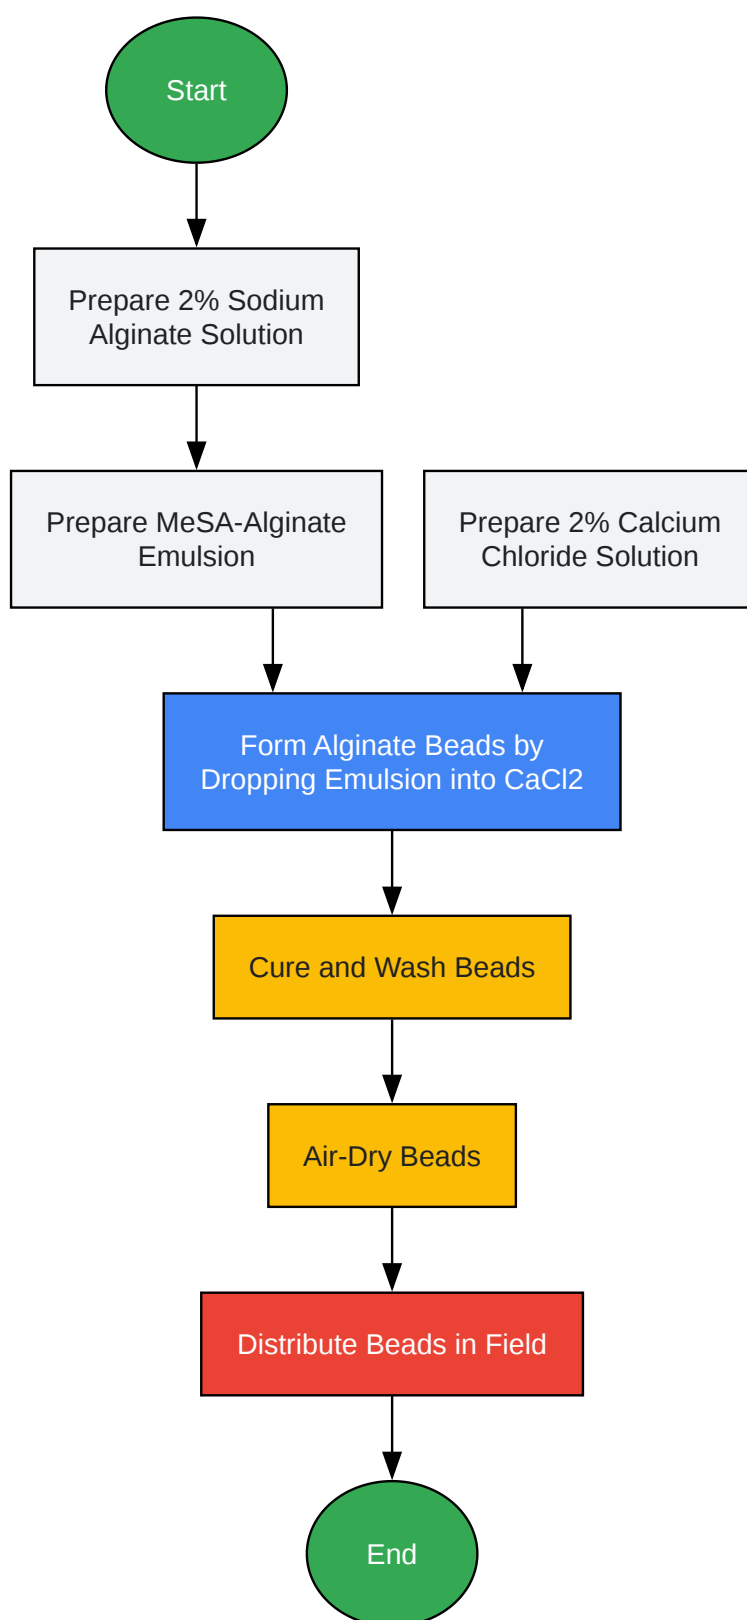 Start
Prepare 2% Sodium
Alginate Solution
Prepare MeSA-Alginate
Emulsion
Prepare 2% Calcium
Chloride Solution
Form Alginate Beads by
Dropping Emulsion into CaCl2
Cure and Wash Beads
Air-Dry Beads
Distribute Beads in Field
End